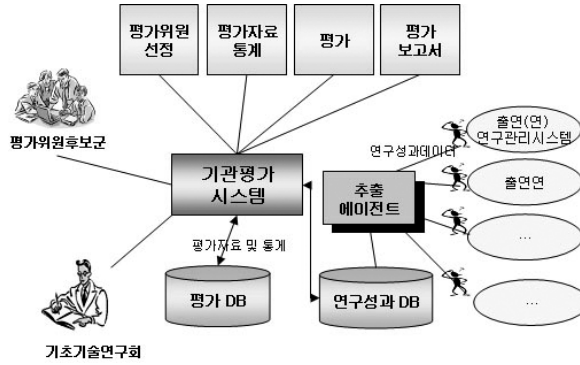 평가위원
선정
평가자료
통계
평가
평가
보고서
평가위원후보군
출연(연)
연구관리시스템
연구성과데이터
기관평가
시스템
추출
에이전트
출연연
...
평가자료 및 통계
평가 DB
연구성과 DB
...
기초기술연구회